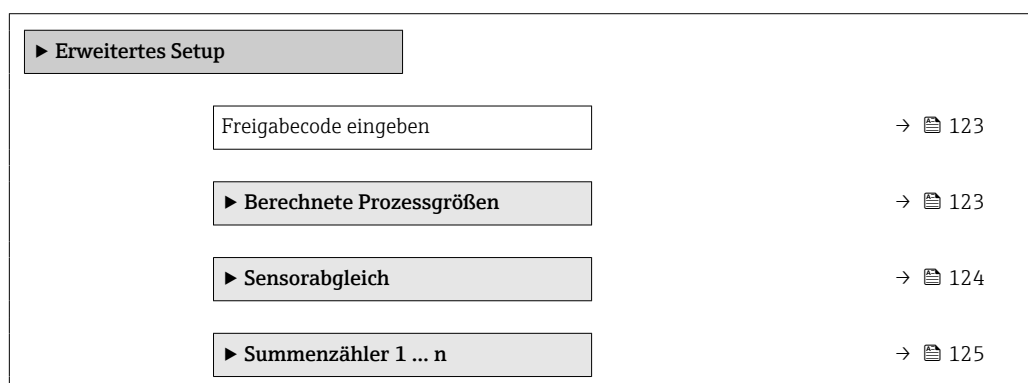 ▶ Erweitertes Setup
Freigabecode eingeben → 123
▶ Berechnete Prozessgrößen → 123
▶ Sensorabgleich → 124
▶ Summenzähler 1 ... n → 125